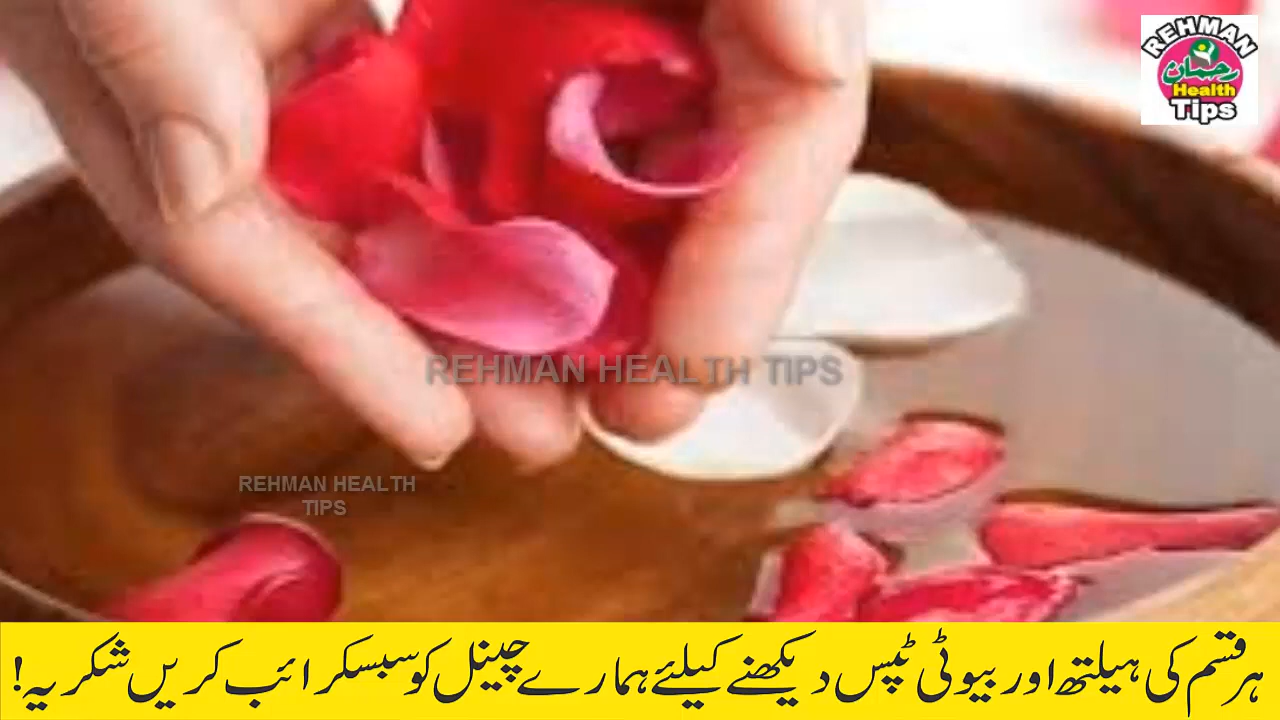 REHMAN
رحمان
Health
Tips
REHMAN HEALTH TIPS
REHMAN HEALTH
TIPS
ہر قسم کی ہیلتھ اور بیوٹی ٹپس دیکھنے کیلئے ہمارے چینل کو سبسکرائب کریں شکریہ!